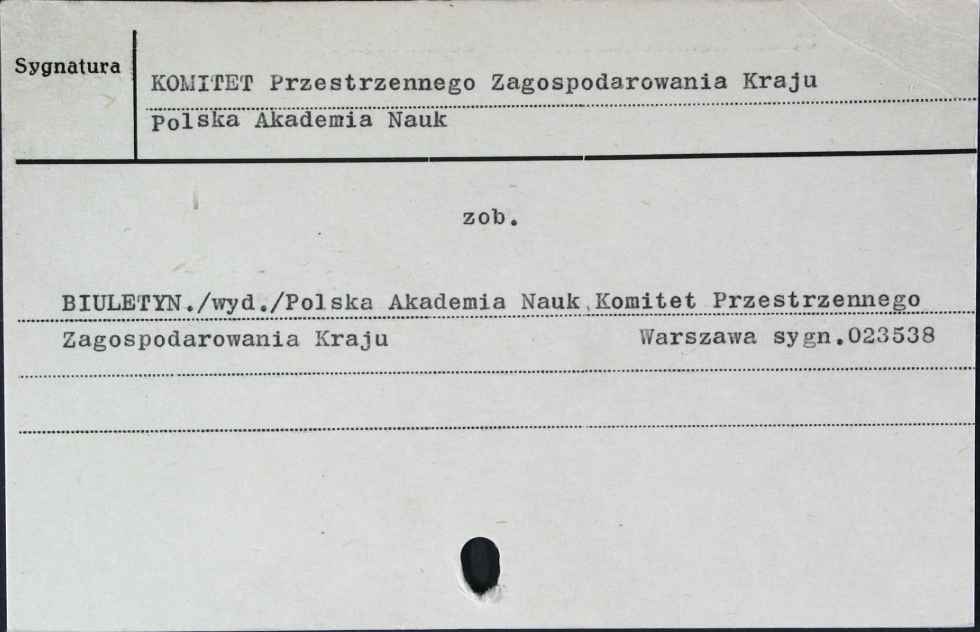 Sygnatura
KOMITET Przestrzennego Zagospodarowania Kraju
Polska Akademia Nauk
zob.
BIULETYN./wyd./Polska Akademia Nauk,Komitet Przestrzennego
Zagospodarowania Kraju Warszawa sygn.023538